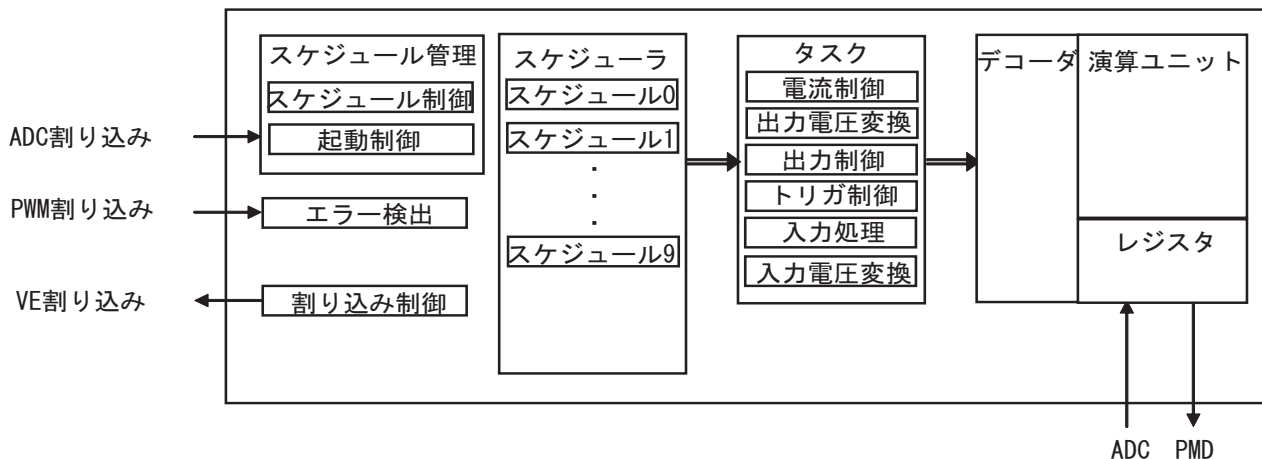 スケジュール管理
スケジュール制御
起動制御
ADC割り込み
PWM割り込み
エラー検出
VE割り込み
割り込み制御
スケジューラ
スケジュール0
スケジュール1
・
・
・
スケジュール9
タスク
電流制御
出力電圧変換
出力制御
トリガ制御
入力処理
入力電圧変換
デコーダ
演算ユニット
レジスタ
ADC
PMD